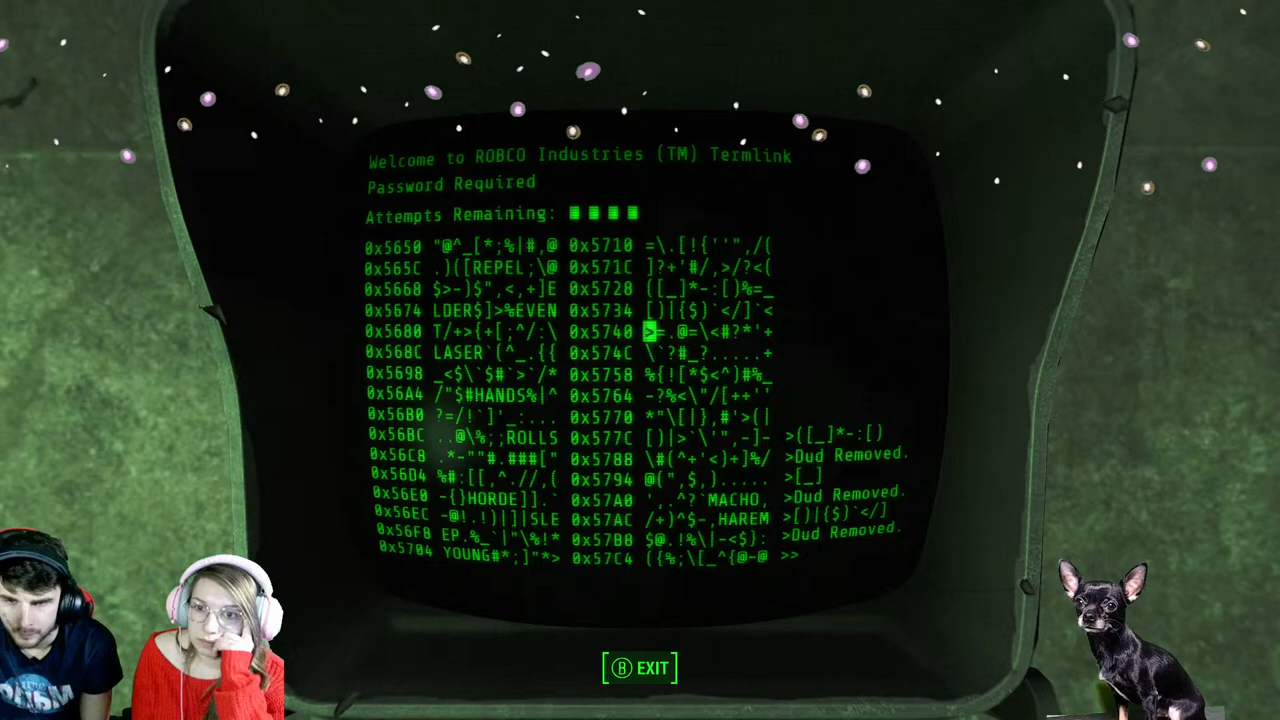 Welcome to ROBCO Industries (TM) Termlink
Password Required
Attempts Remaining:
0x5650 "@^_[*;%|#,@ 0x5710 =\.[!{''",/(
0x565C .)([REPEL;\@ 0x571C ]?+'#/,>/?<(
0x5668 $>-)$",<,+]E 0x5728 ([_]*-:[)%=_
0x5674 LDER$]>%EVEN 0x5734 [)|{$)`</]`<
0x5680 T/+>{+[;^/:\ 0x5740 >=.@=\<#?*'+
0x568C LASER`(^_.{{ 0x574C \`?#_?.....+
0x5698 _<$\`$#`>`/* 0x5758 %{![*$<^)#%_
0x56A4 /"$#HANDS%|^ 0x5764 -?%<\"/[++''
0x56B0 ?=/!`]'_:... 0x5770 *"\[|},#'>(|
0x56BC ..@\%;;ROLLS 0x577C [)|>`\'",-]- >([_]*-:[)
0x56C8 .*-""#.###[" 0x5788 \#(^+'<)+]%/ >Dud Removed.
0x56D4 %#:[[,^.//,( 0x5794 @(",$,)..... >[_]
0x56E0 -{}HORDE]].` 0x57A0 ',.^?`MACHO, >Dud Removed.
0x56EC -@!.!)|]|SLE 0x57AC /+)^$-,HAREM >[)|{$)`</]
0x56F8 EP.%_`|"\%!* 0x57B8 $@.!%\|-<$}: >Dud Removed.
0x5704 YOUNG#*;]"*> 0x57C4 ({%;\[_^{@-@ >>
B EXIT